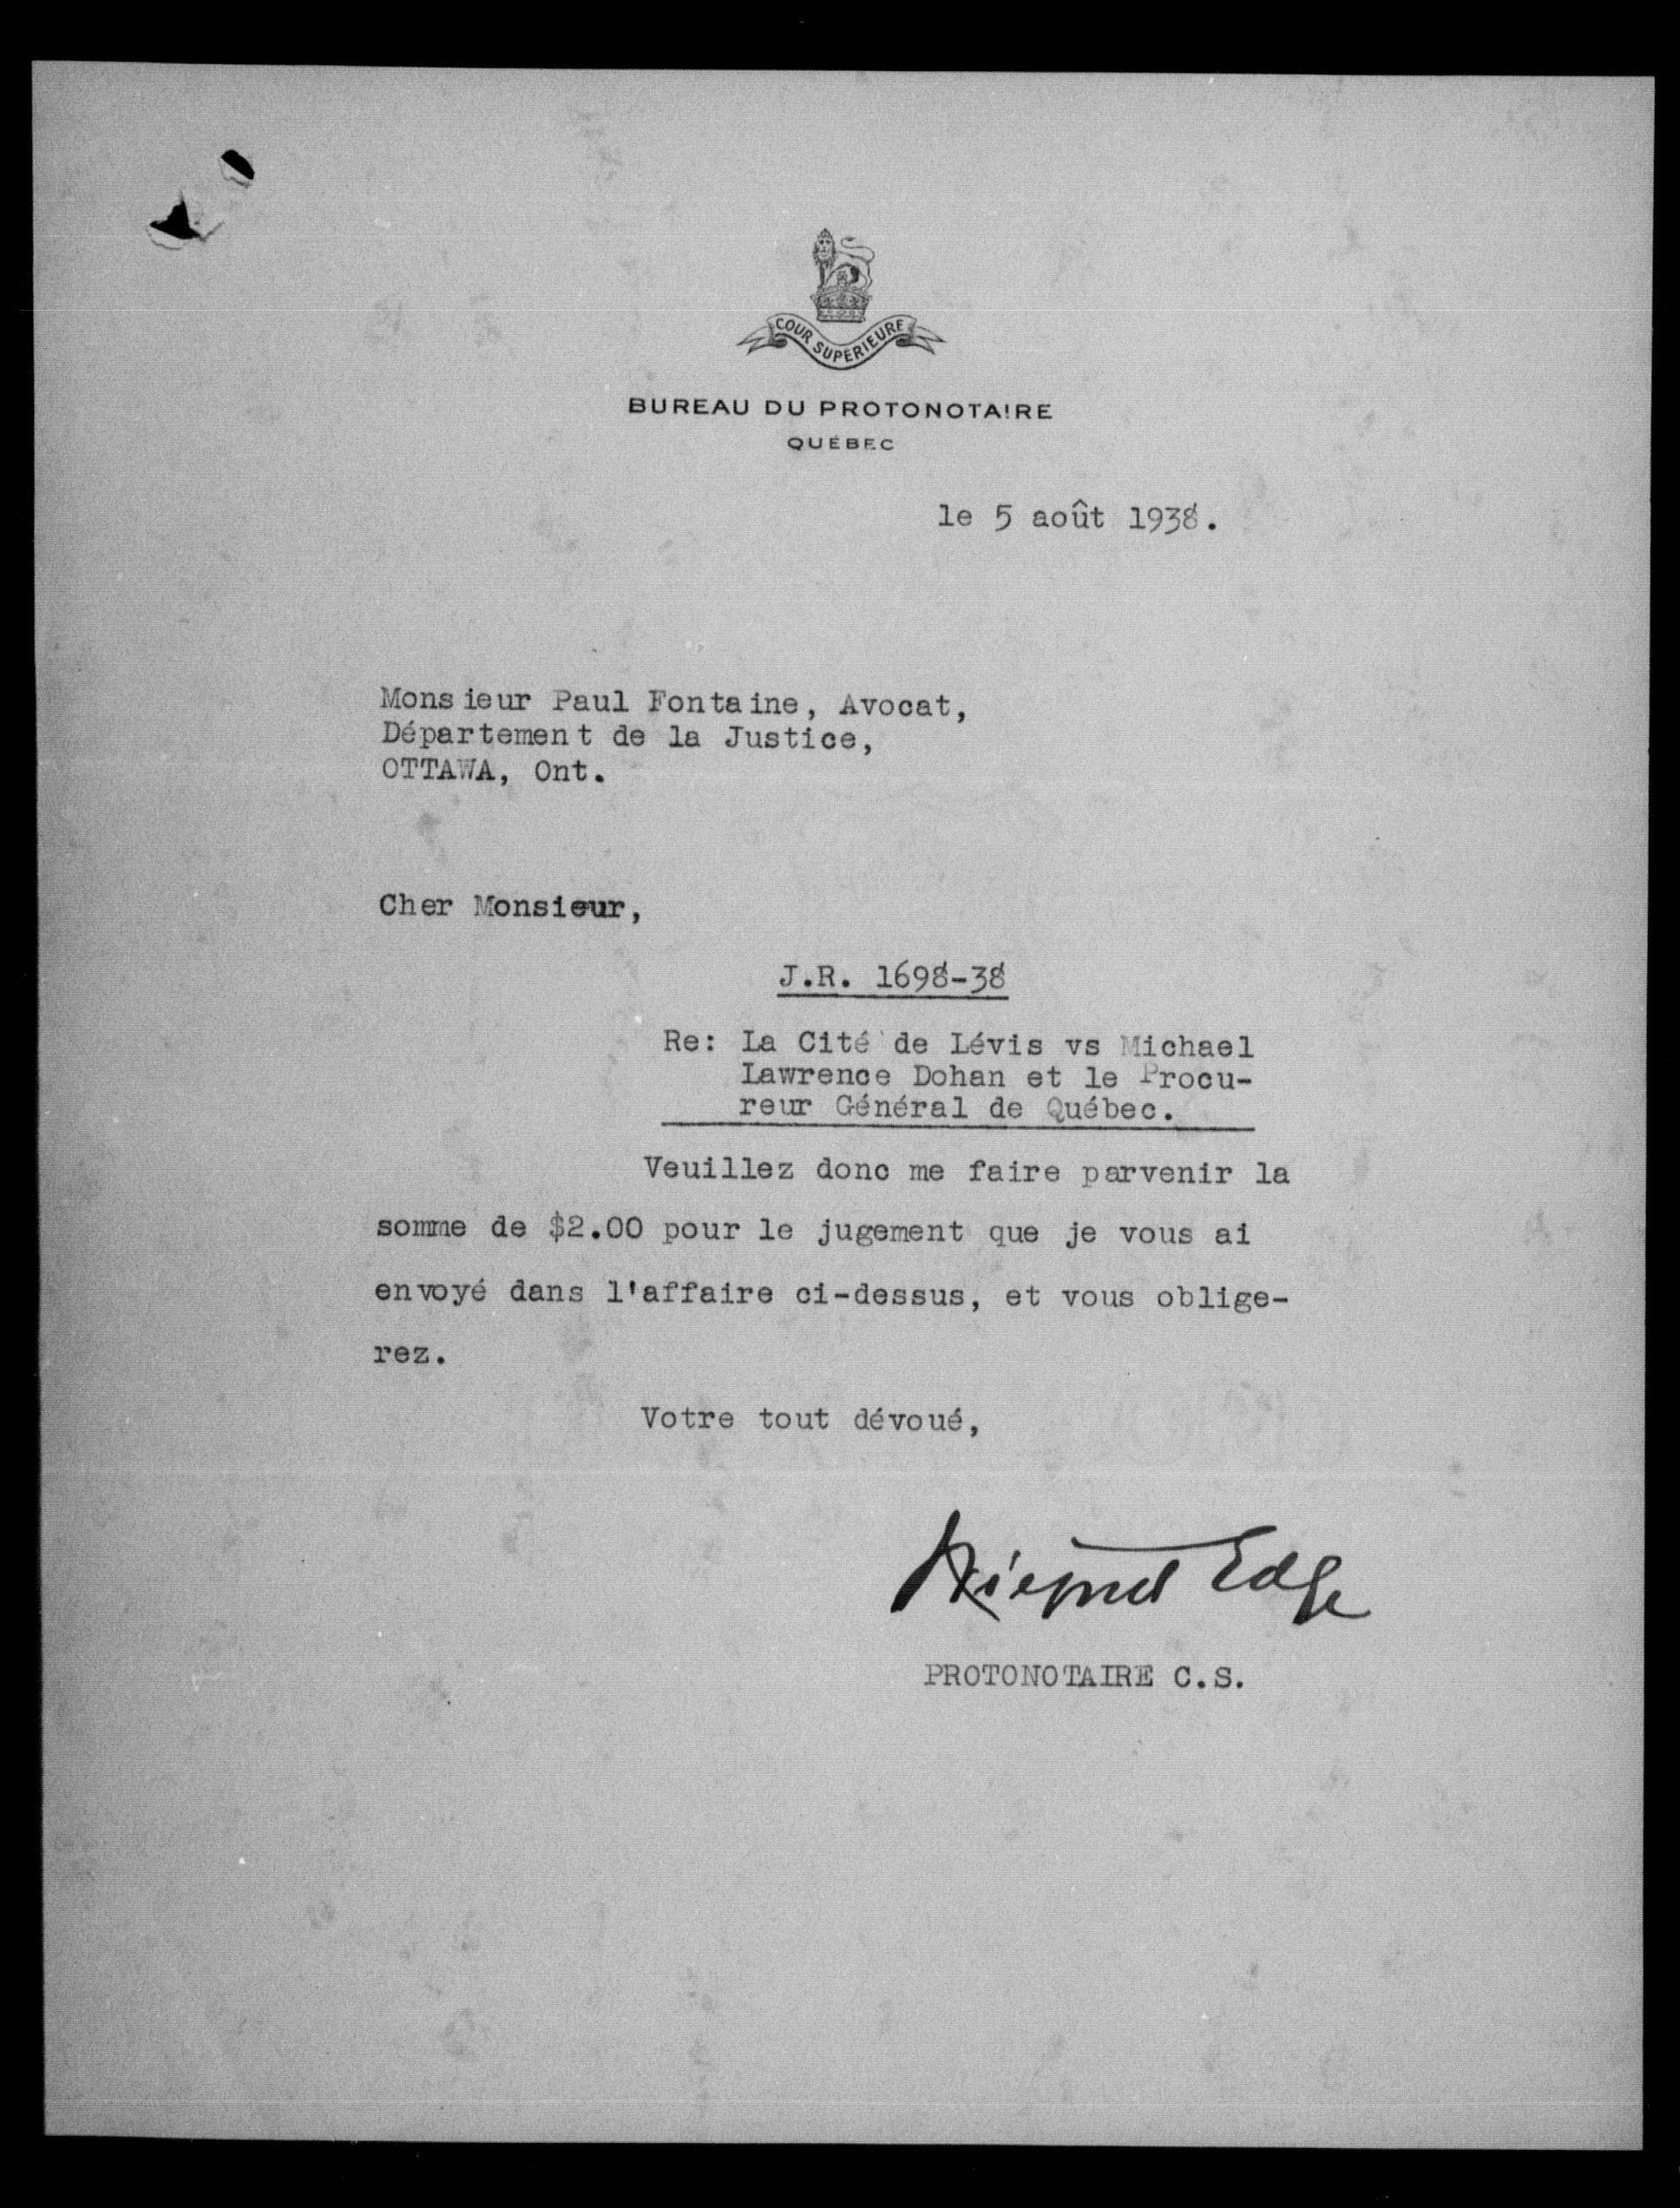 COUR SUPERIEURE
BUREAU DU PROTONOTAIRE
QUÉBEC
le 5 août 1938.
Monsieur Paul Fontaine, Avocat,
Département de la Justice,
OTTAWA, Ont.
Cher Monsieur,
J.R. 1698-38
Re: La Cité de Lévis vs Michael
Lawrence Dohan et le Procu-
reur Général de Québec.
Veuillez donc me faire parvenir la
somme de $2.00 pour le jugement que je vous ai
envoyé dans l'affaire ci-dessus, et vous oblige-
rez.
Votre tout dévoué,
Edge
PROTONOTAIRE C.S.